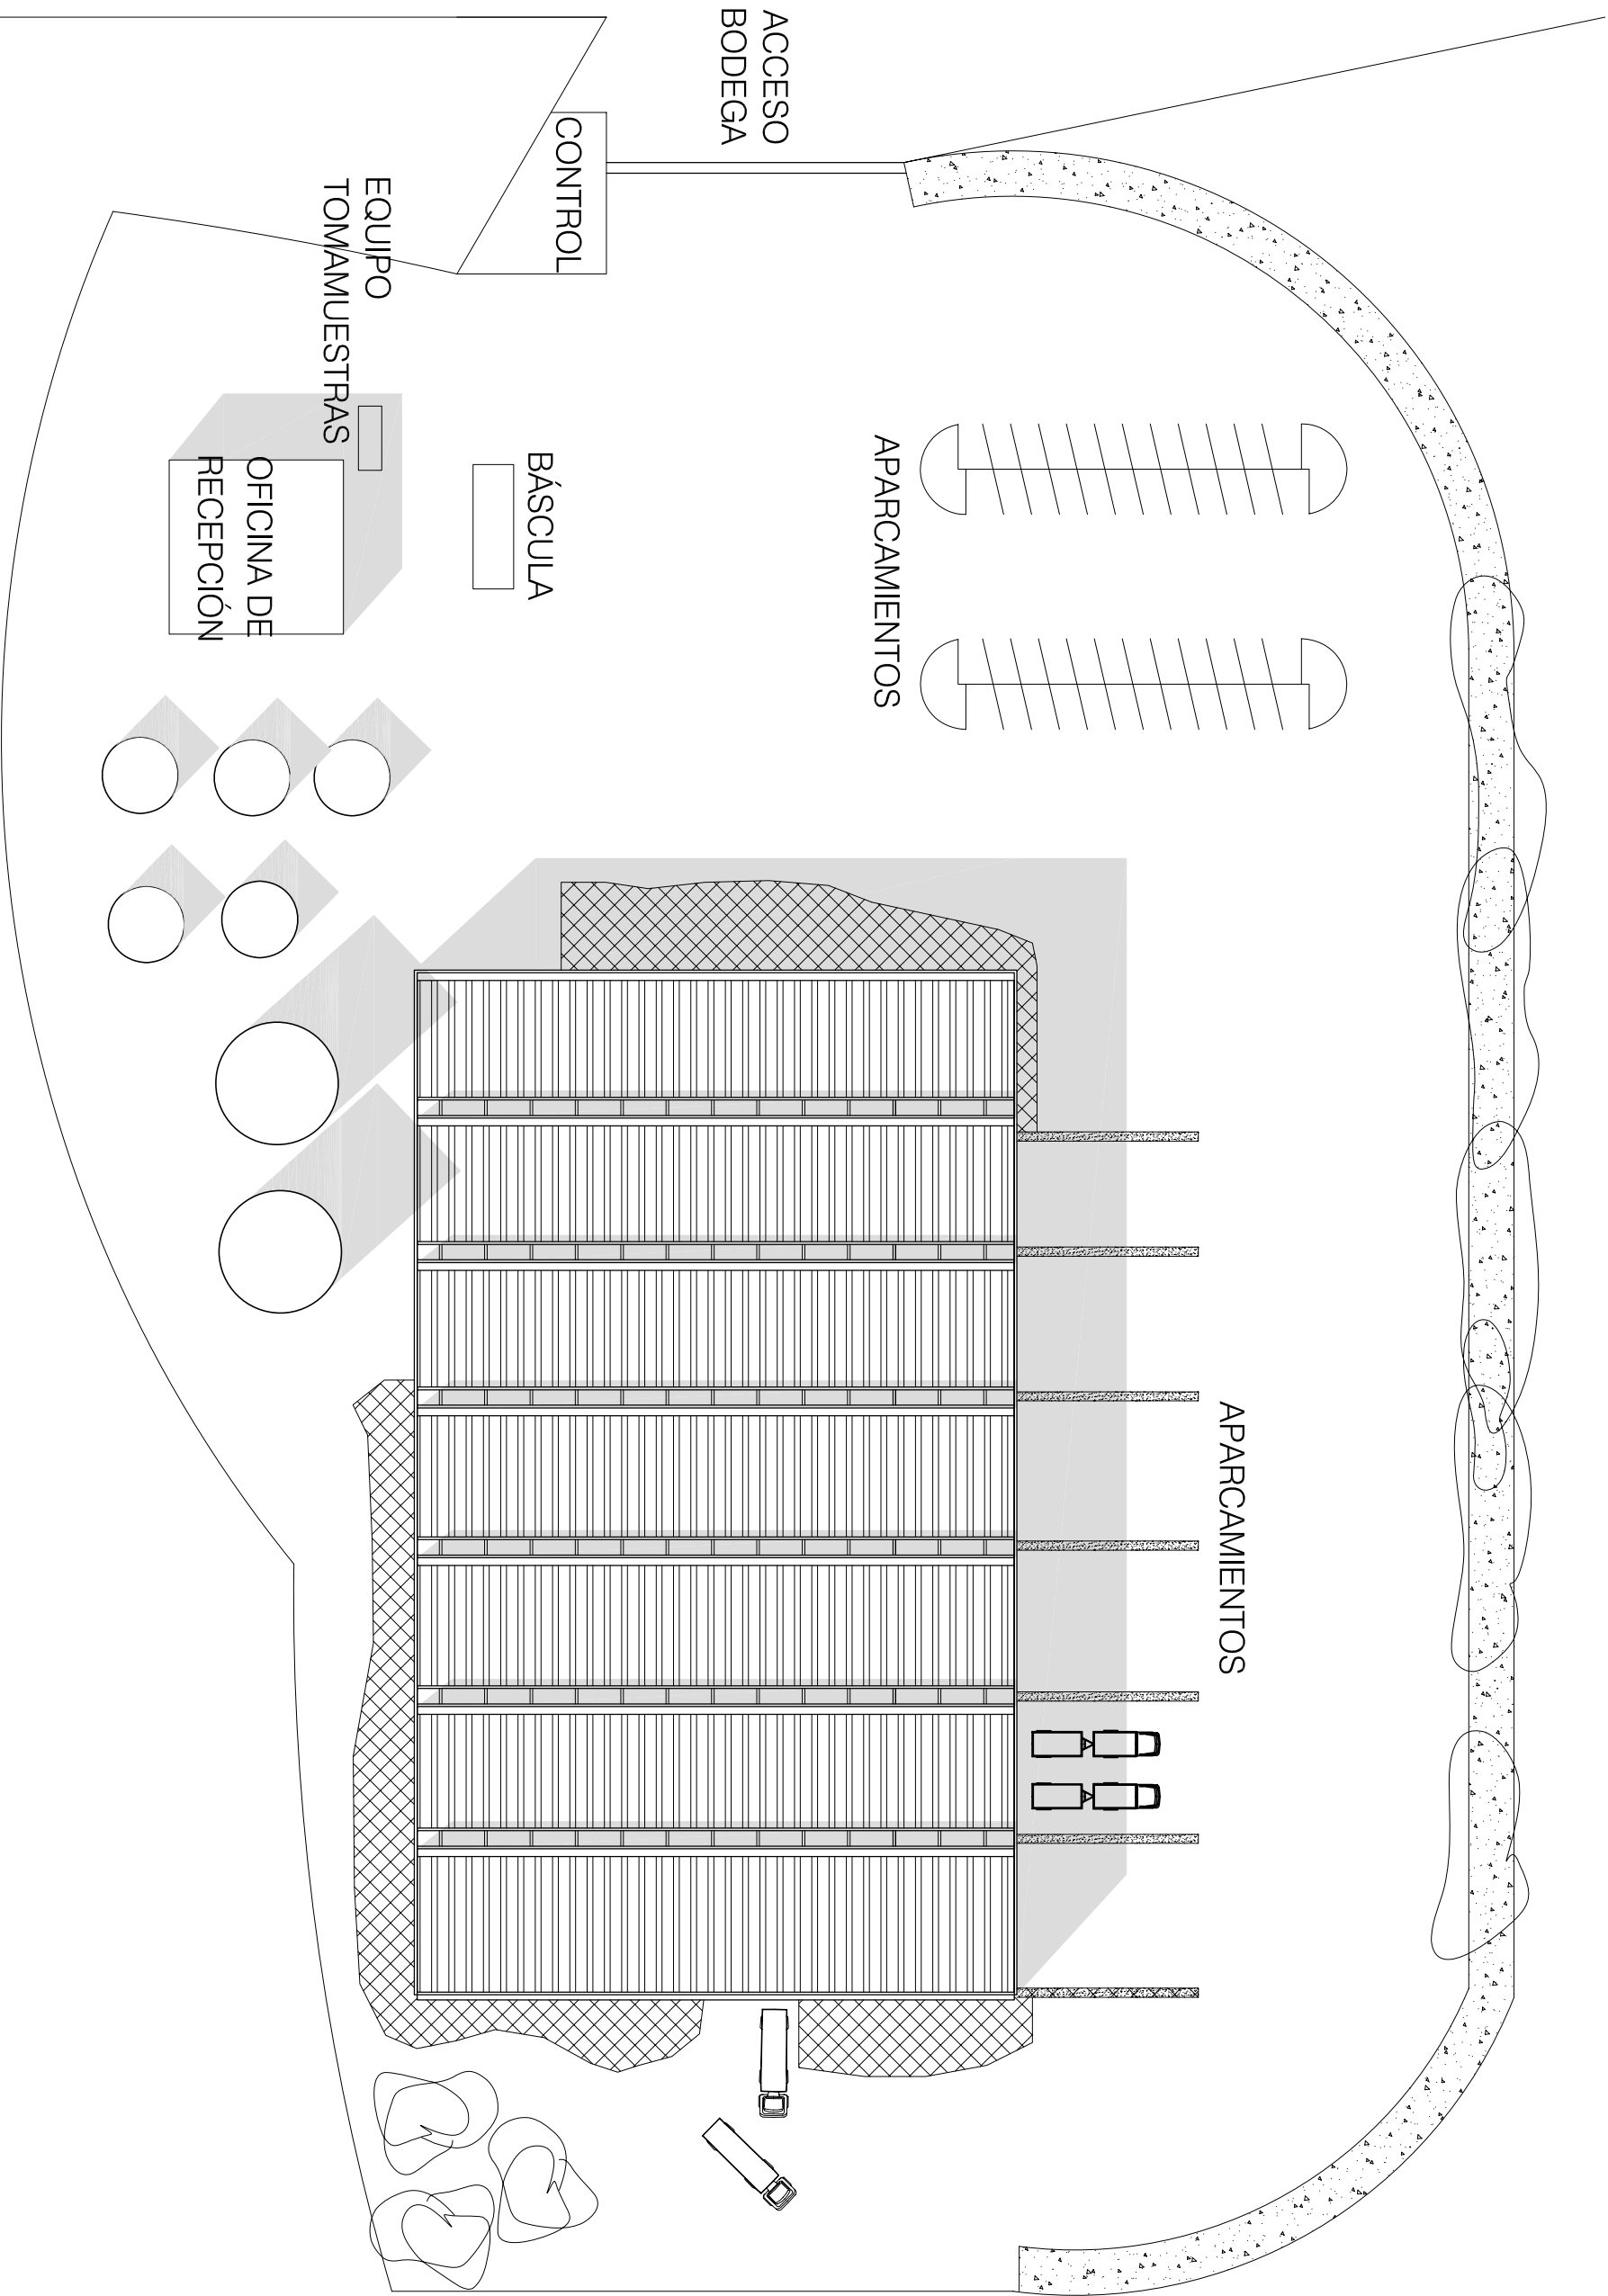 ACCESO
BODEGA
CONTROL
EQUIPO
TOMAMUESTRAS
OFICINA DE
RECEPCIÓN
BÁSCULA
APARCAMIENTOS
APARCAMIENTOS